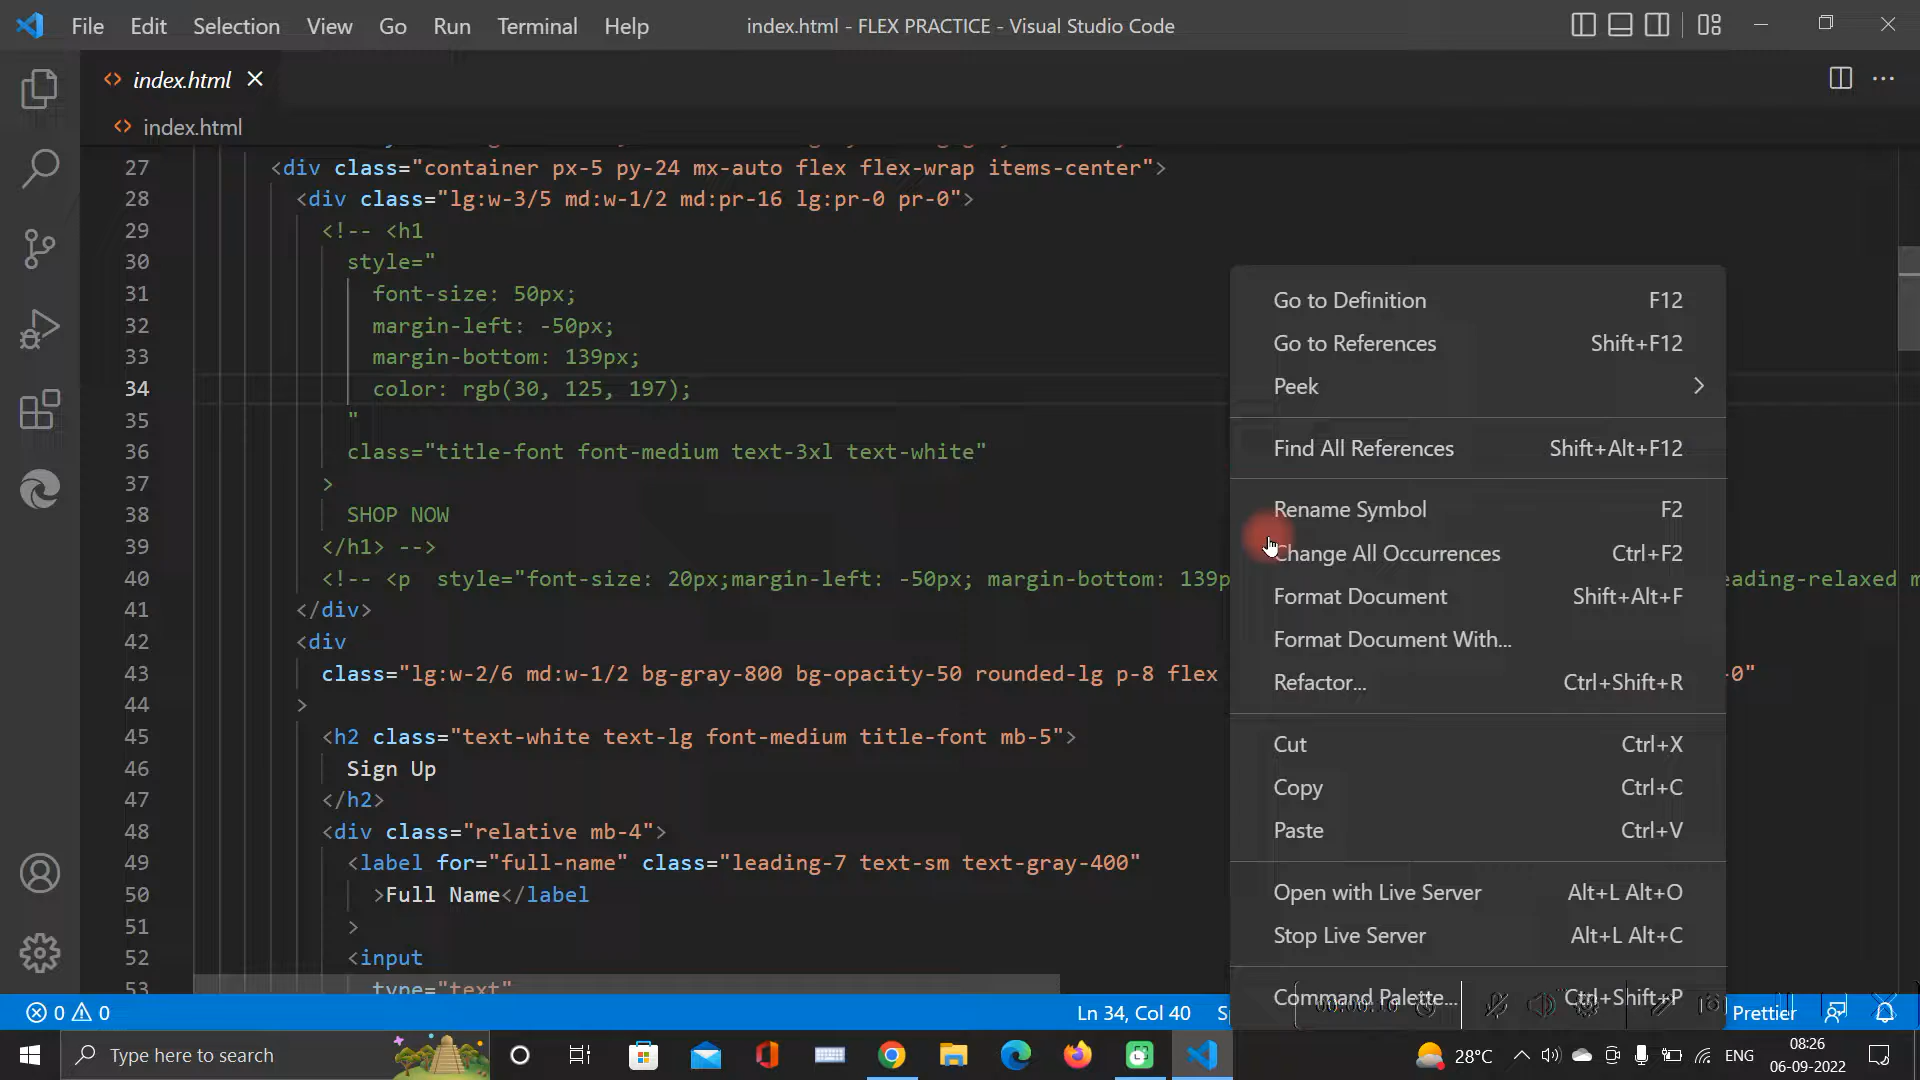 File Edit Selection View Go Run Terminal Help
index.html - FLEX PRACTICE - Visual Studio Code
index.html
index.html
27 <div class="container px-5 py-24 mx-auto flex flex-wrap items-center">
28 <div class="lg:w-3/5 md:w-1/2 md:pr-16 lg:pr-0 pr-0">
29 <!-- <h1
30 style="
31 font-size: 50px;
32 margin-left: -50px;
33 margin-bottom: 139px;
34 color: rgb(30, 125, 197);
35 "
36 class="title-font font-medium text-3xl text-white"
37 >
38 SHOP NOW
39 </h1> -->
40 <!-- <p style="font-size: 20px;margin-left: -50px; margin-bottom: 139p eading-relaxed m
41 </div>
42 <div
43 class="lg:w-2/6 md:w-1/2 bg-gray-800 bg-opacity-50 rounded-lg p-8 flex 0"
44 >
45 <h2 class="text-white text-lg font-medium title-font mb-5">
46 Sign Up
47 </h2>
48 <div class="relative mb-4">
49 <label for="full-name" class="leading-7 text-sm text-gray-400"
50 >Full Name</label
51 >
52 <input
53 type="text"
Go to Definition F12
Go to References Shift+F12
Peek
Find All References Shift+Alt+F12
Rename Symbol F2
Change All Occurrences Ctrl+F2
Format Document Shift+Alt+F
Format Document With...
Refactor... Ctrl+Shift+R
Cut Ctrl+X
Copy Ctrl+C
Paste Ctrl+V
Open with Live Server Alt+L Alt+O
Stop Live Server Alt+L Alt+C
Command Palette... Ctrl+Shift+P
0 0 Ln 34, Col 40 Prettier
Type here to search 28°C ENG 08:26
06-09-2022